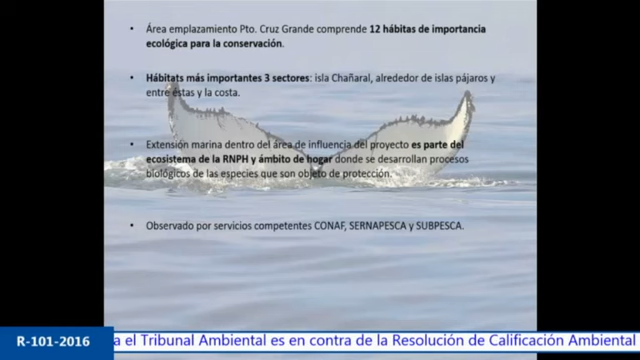 • Área emplazamiento Pto. Cruz Grande comprende 12 hábitas de importancia
ecológica para la conservación.
• Hábitats más importantes 3 sectores: isla Chañaral, alrededor de islas pájaros y
entre éstas y la costa.
• Extensión marina dentro del área de influencia del proyecto es parte del
ecosistema de la RNPH y ámbito de hogar donde se desarrollan procesos
biológicos de las especies que son objeto de protección.
• Observado por servicios competentes CONAF, SERNAPESCA y SUBPESCA.
R-101-2016
a el Tribunal Ambiental es en contra de la Resolución de Calificación Ambiental